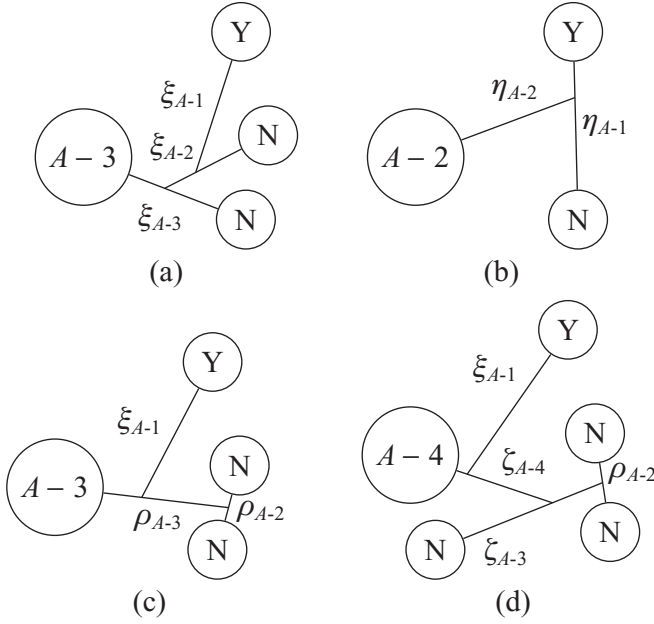 Y
ξA-1
ξA-2
N
A – 3
ξA-3
N
(a)
Y
ηA-2
ηA-1
A – 2
N
(b)
Y
ξA-1
N
A – 3
ρA-3
ρA-2
N
(c)
Y
ξA-1
N
A – 4
ζA-4
ρA-2
N
N
ζA-3
(d)